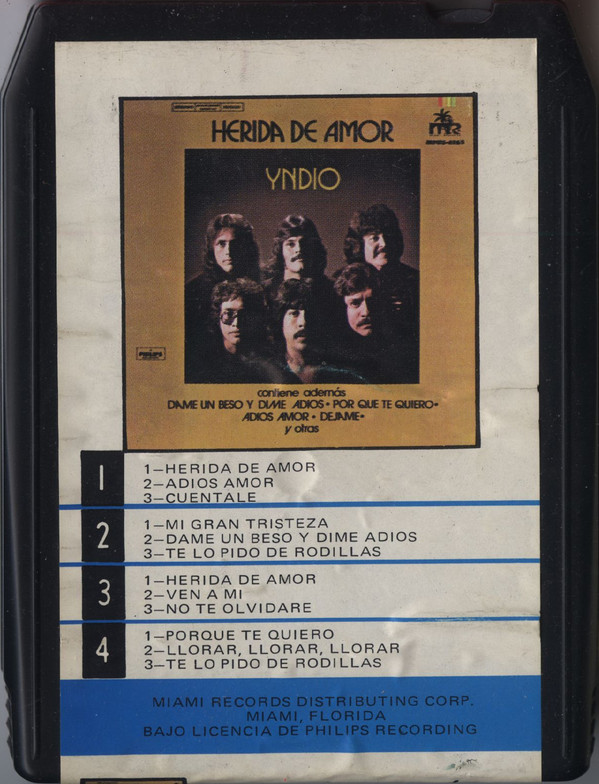 HERIDA DE AMOR
YNDIO
PHILIPS
contiene además
DAME UN BESO Y DIME ADIOS • POR QUE TE QUIERO •
ADIOS AMOR • DEJAME •
y otras
1
1—HERIDA DE AMOR
2—ADIOS AMOR
3—CUENTALE
2
1—MI GRAN TRISTEZA
2—DAME UN BESO Y DIME ADIOS
3—TE LO PIDO DE RODILLAS
3
1—HERIDA DE AMOR
2—VEN A MI
3—NO TE OLVIDARE
4
1—PORQUE TE QUIERO
2—LLORAR, LLORAR, LLORAR
3—TE LO PIDO DE RODILLAS
MIAMI RECORDS DISTRIBUTING CORP.
MIAMI, FLORIDA
BAJO LICENCIA DE PHILIPS RECORDING